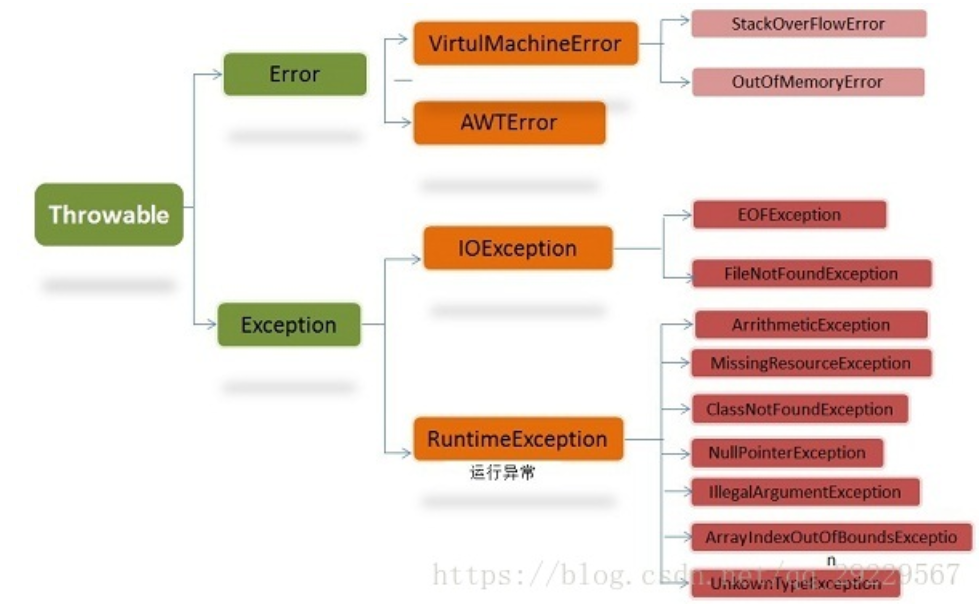 Throwable
Error
VirtulMachineError
StackOverFlowError
OutOfMemoryError
AWTError
Exception
IOException
EOFException
FileNotFoundException
RuntimeException
运行异常
ArrithmeticException
MissingResourceException
ClassNotFoundException
NullPointerException
IllegalArgumentException
ArrayIndexOutOfBoundsExceptio
n
UnkownTypeException
https://blog.csdn.net/qq_29229567